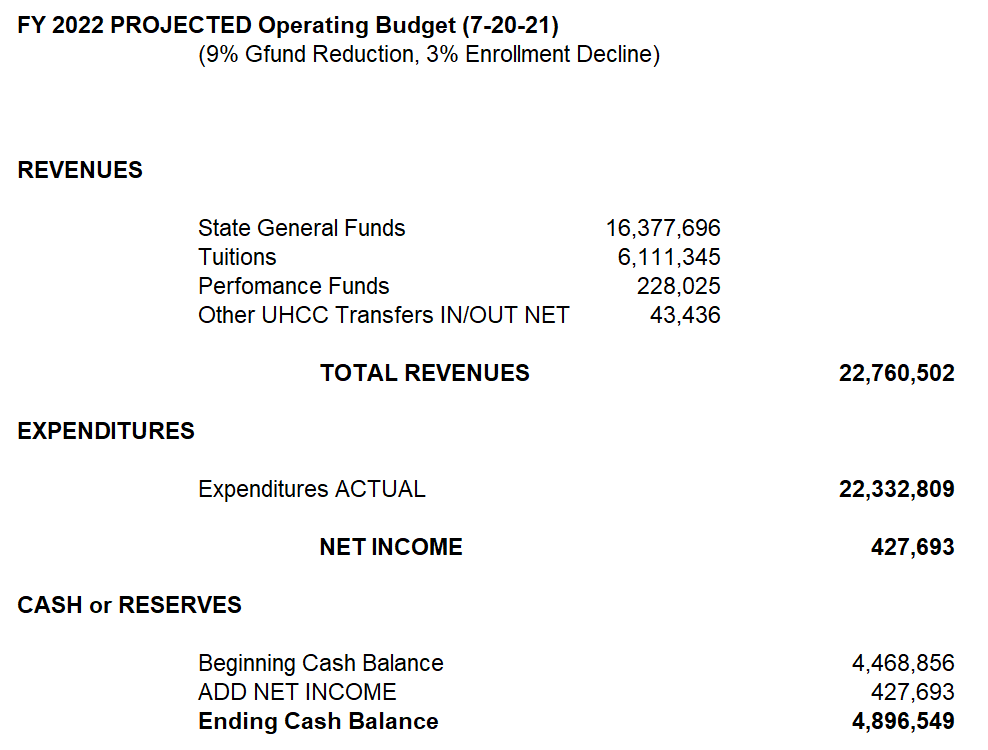 FY 2022 PROJECTED Operating Budget (7-20-21)
(9% Gfund Reduction, 3% Enrollment Decline)
REVENUES
State General Funds 16,377,696
Tuitions 6,111,345
Perfomance Funds 228,025
Other UHCC Transfers IN/OUT NET 43,436
TOTAL REVENUES 22,760,502
EXPENDITURES
Expenditures ACTUAL 22,332,809
NET INCOME 427,693
CASH or RESERVES
Beginning Cash Balance 4,468,856
ADD NET INCOME 427,693
Ending Cash Balance 4,896,549